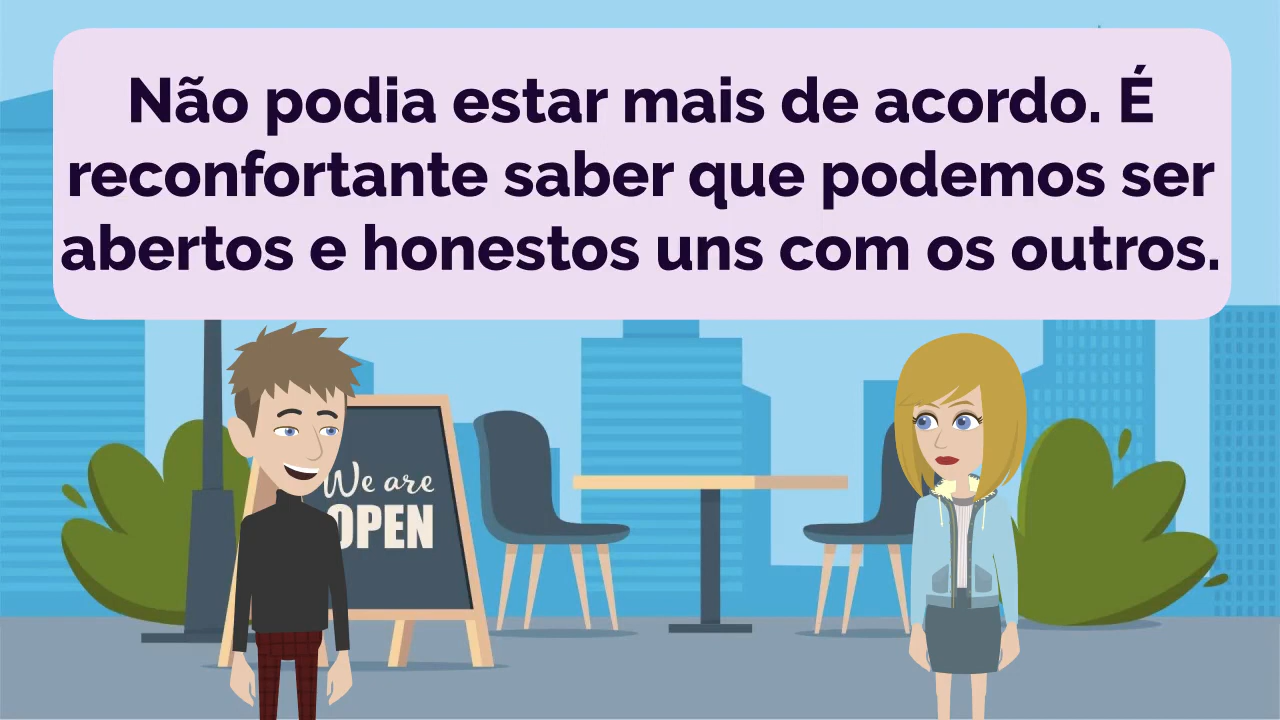 Não podia estar mais de acordo. É
reconfortante saber que podemos ser
abertos e honestos uns com os outros.
We are
OPEN